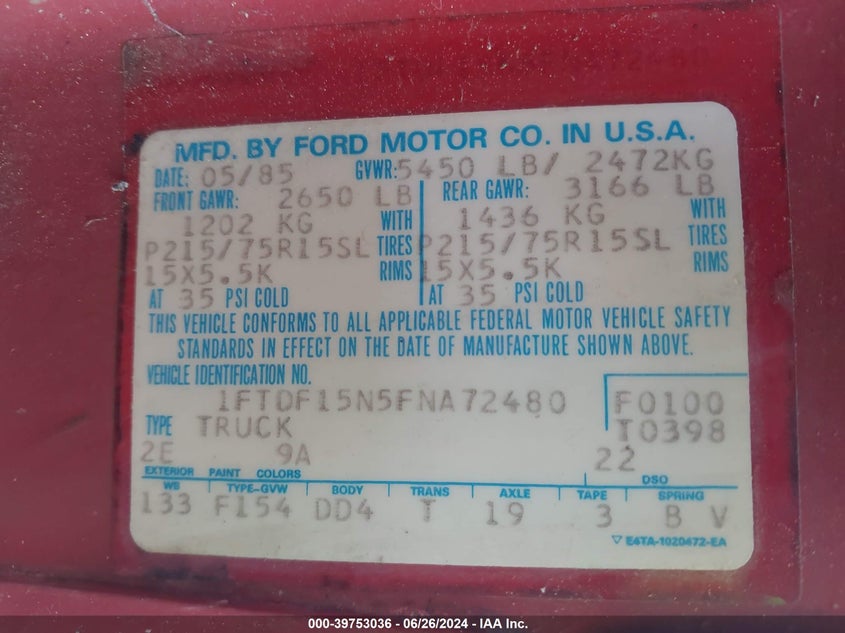 MFD. BY FORD MOTOR CO. IN U.S.A.
DATE: 05/85 GVWR: 5450 LB/ 2472KG
FRONT GAWR: 2650 LB REAR GAWR: 3166 LB
1202 KG WITH 1436 KG WITH
P215/75R15SL TIRES P215/75R15SL TIRES
15X5.5K RIMS 15X5.5K RIMS
AT 35 PSI COLD AT 35 PSI COLD
THIS VEHICLE CONFORMS TO ALL APPLICABLE FEDERAL MOTOR VEHICLE SAFETY
STANDARDS IN EFFECT ON THE DATE OF MANUFACTURE SHOWN ABOVE.
VEHICLE IDENTIFICATION NO.
1FTDF15N5FNA72480 F0100
TYPE TRUCK T0398
2E 9A 22
EXTERIOR PAINT COLORS DSO
WB TYPE-GVW BODY TRANS AXLE TAPE SPRING
133 F154 DD4 T 19 3 B V
▽ E4TA-1020472-EA
000-39753036 - 06/26/2024 - IAA Inc.